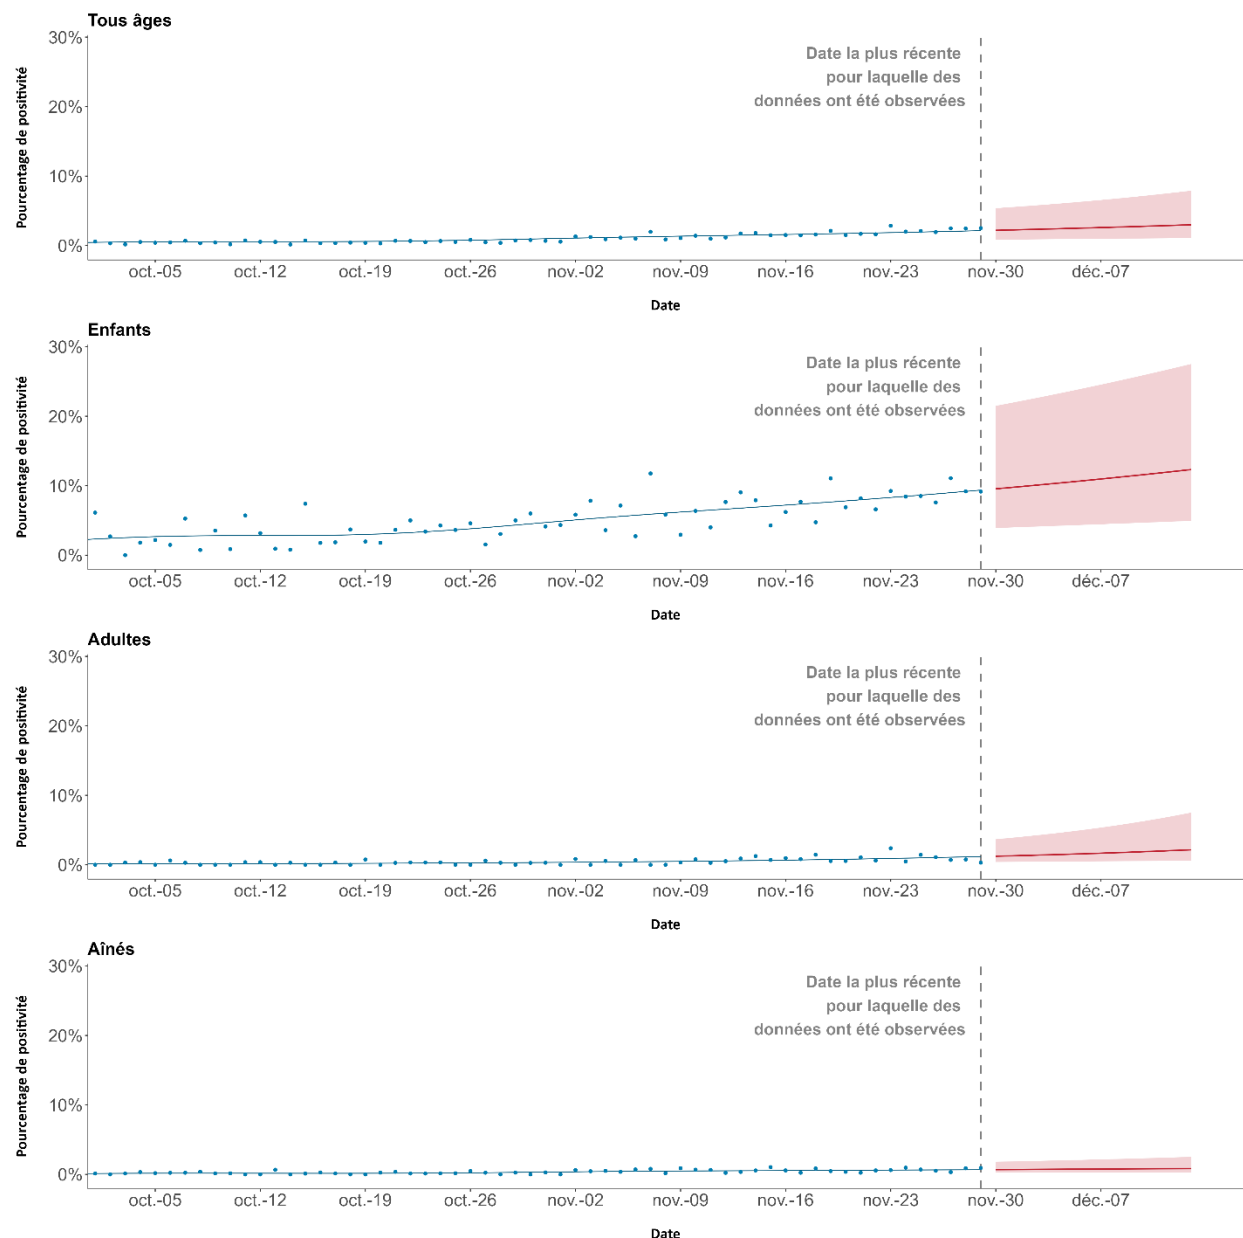 Tous âges
Pourcentage de positivité
30%
20%
10%
0%
Date la plus récente
pour laquelle des
données ont été observées
oct.-05 oct.-12 oct.-19 oct.-26 nov.-02 nov.-09 nov.-16 nov.-23 nov.-30 déc.-07
Date
Enfants
Pourcentage de positivité
30%
20%
10%
0%
Date la plus récente
pour laquelle des
données ont été observées
oct.-05 oct.-12 oct.-19 oct.-26 nov.-02 nov.-09 nov.-16 nov.-23 nov.-30 déc.-07
Date
Adultes
Pourcentage de positivité
30%
20%
10%
0%
Date la plus récente
pour laquelle des
données ont été observées
oct.-05 oct.-12 oct.-19 oct.-26 nov.-02 nov.-09 nov.-16 nov.-23 nov.-30 déc.-07
Date
Aînés
Pourcentage de positivité
30%
20%
10%
0%
Date la plus récente
pour laquelle des
données ont été observées
oct.-05 oct.-12 oct.-19 oct.-26 nov.-02 nov.-09 nov.-16 nov.-23 nov.-30 déc.-07
Date